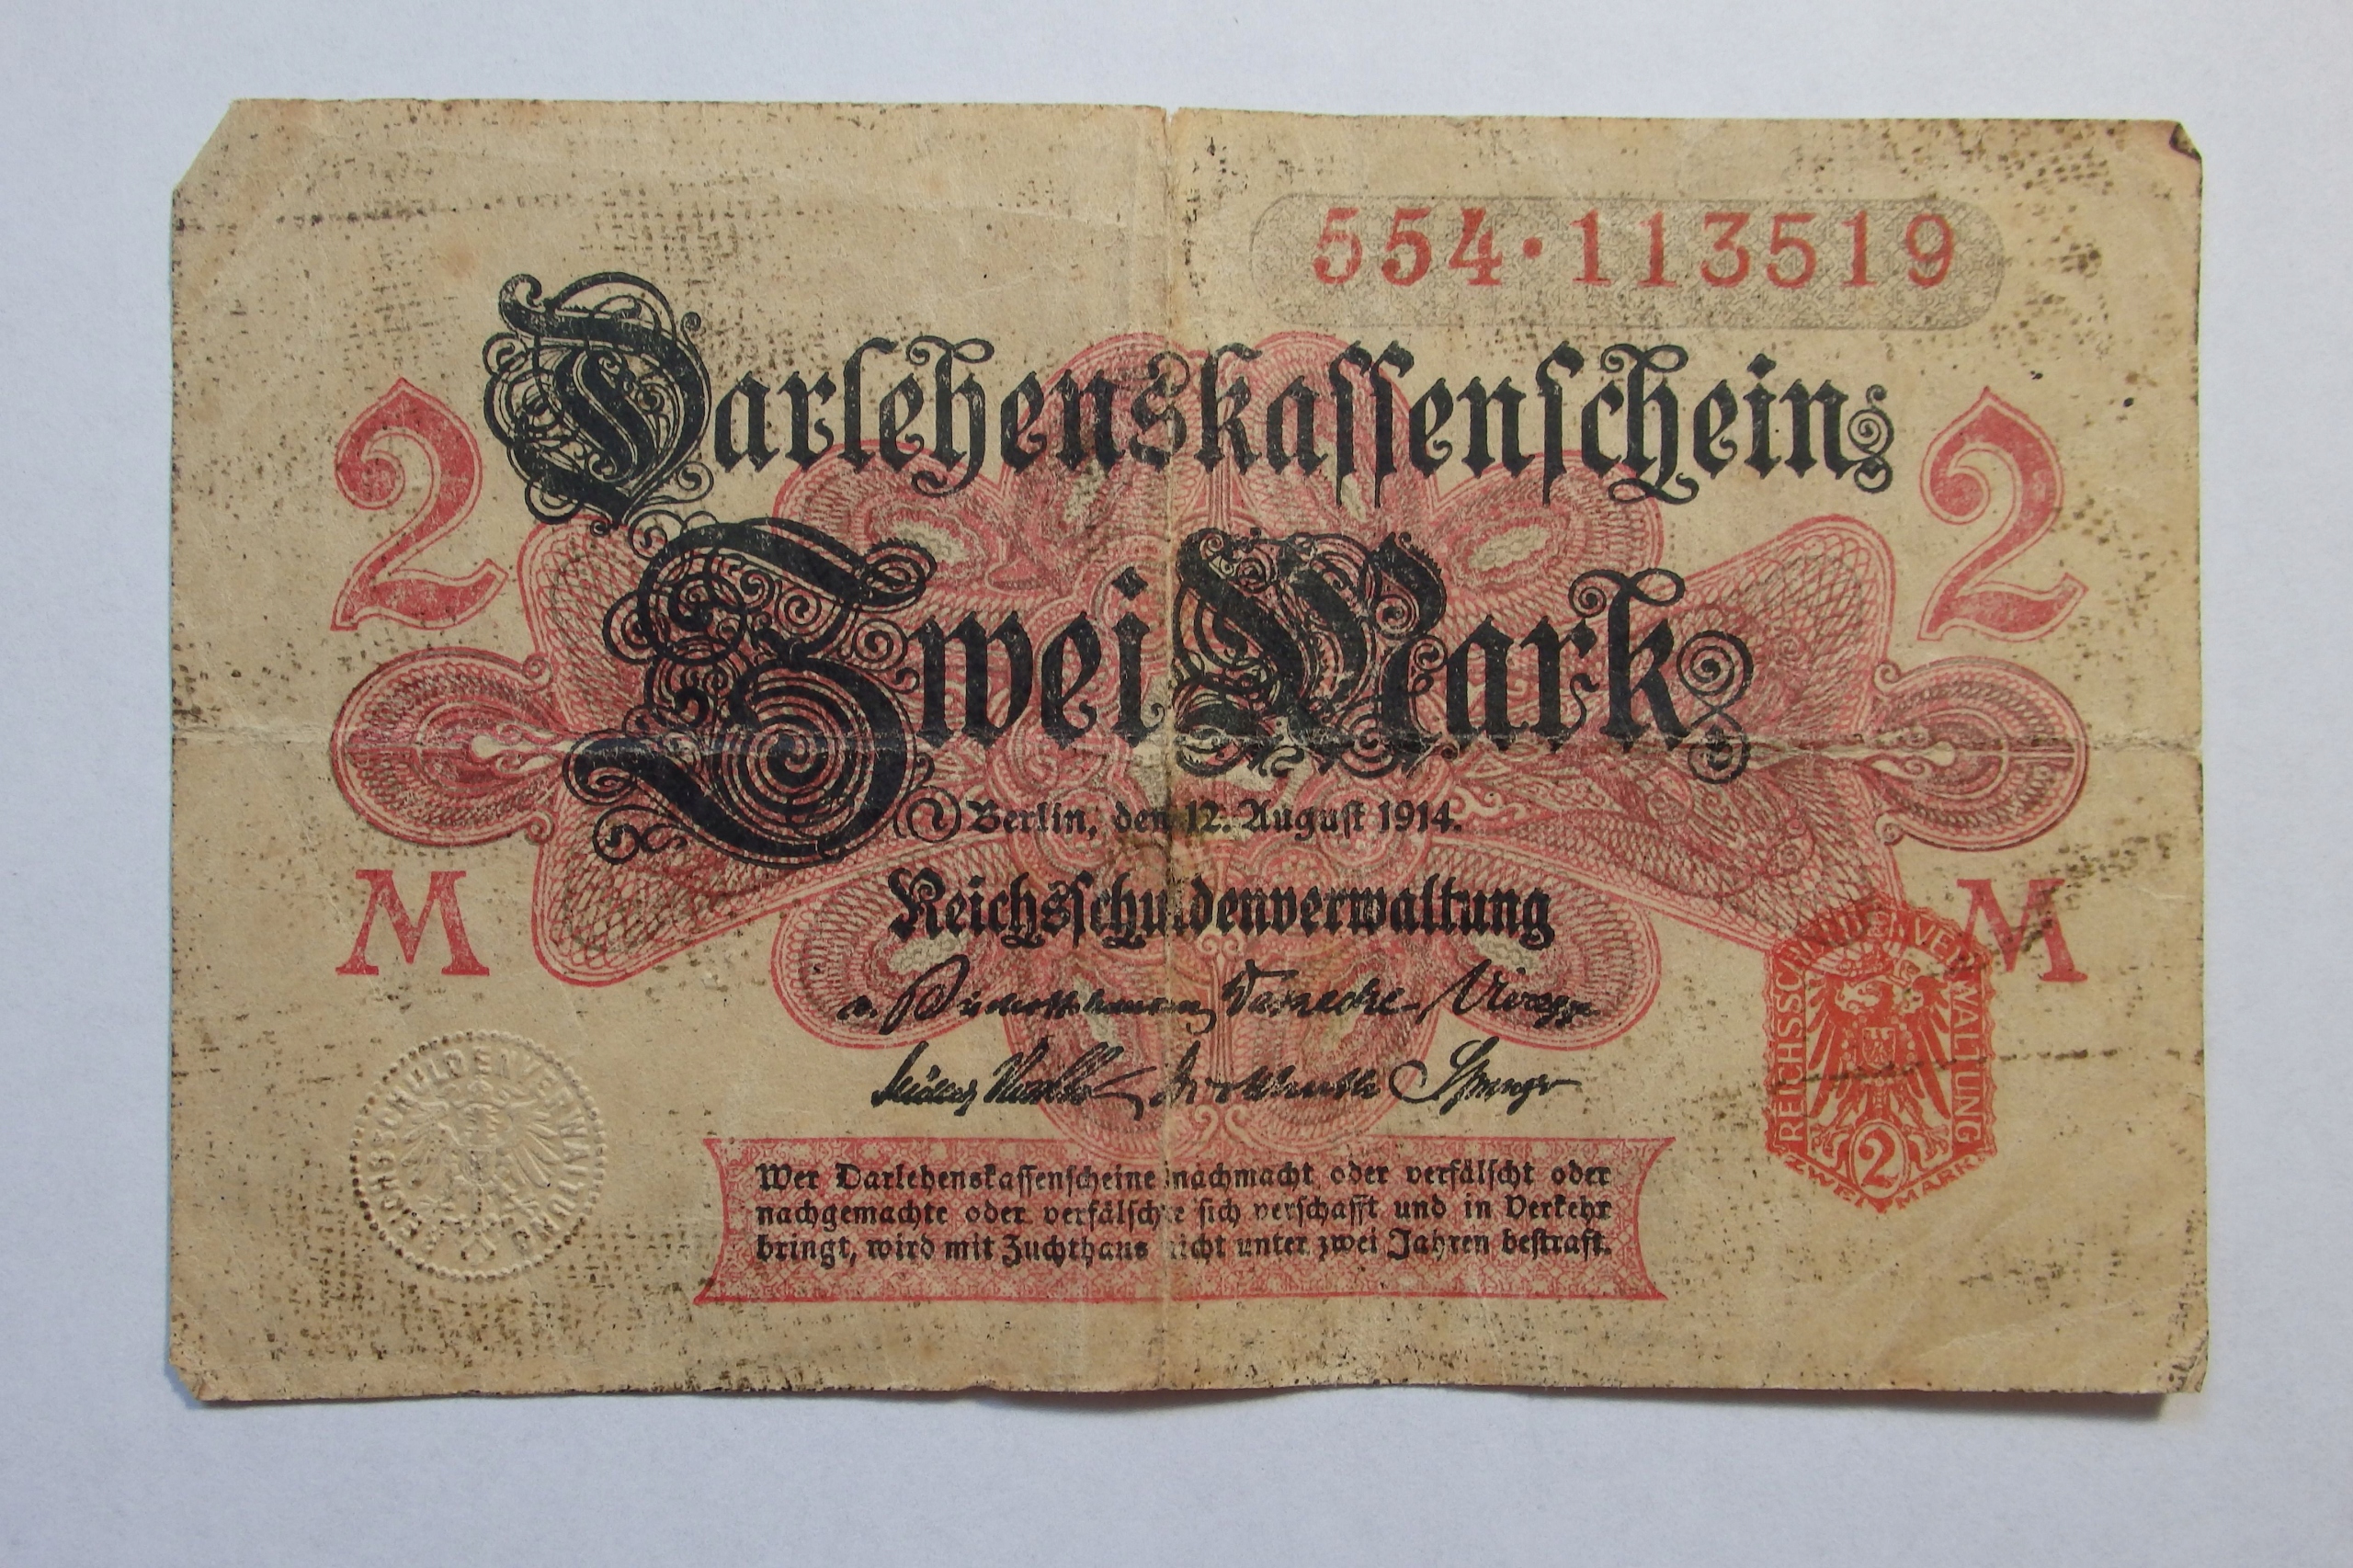 554·113519
Darlehenskassenschein
2 2
Zwei Mark
Berlin, den 12. August 1914.
Reichsschuldenverwaltung
M M
REICHSSCHULDENVERWALTUNG
2
ZWEI MARK
REICHSSCHULDENVERWALTUNG
Wer Darlehenskassenscheine nachmacht oder verfälscht oder
nachgemachte oder verfälschte sich verschafft und in Verkehr
bringt, wird mit Zuchthaus nicht unter zwei Jahren bestraft.